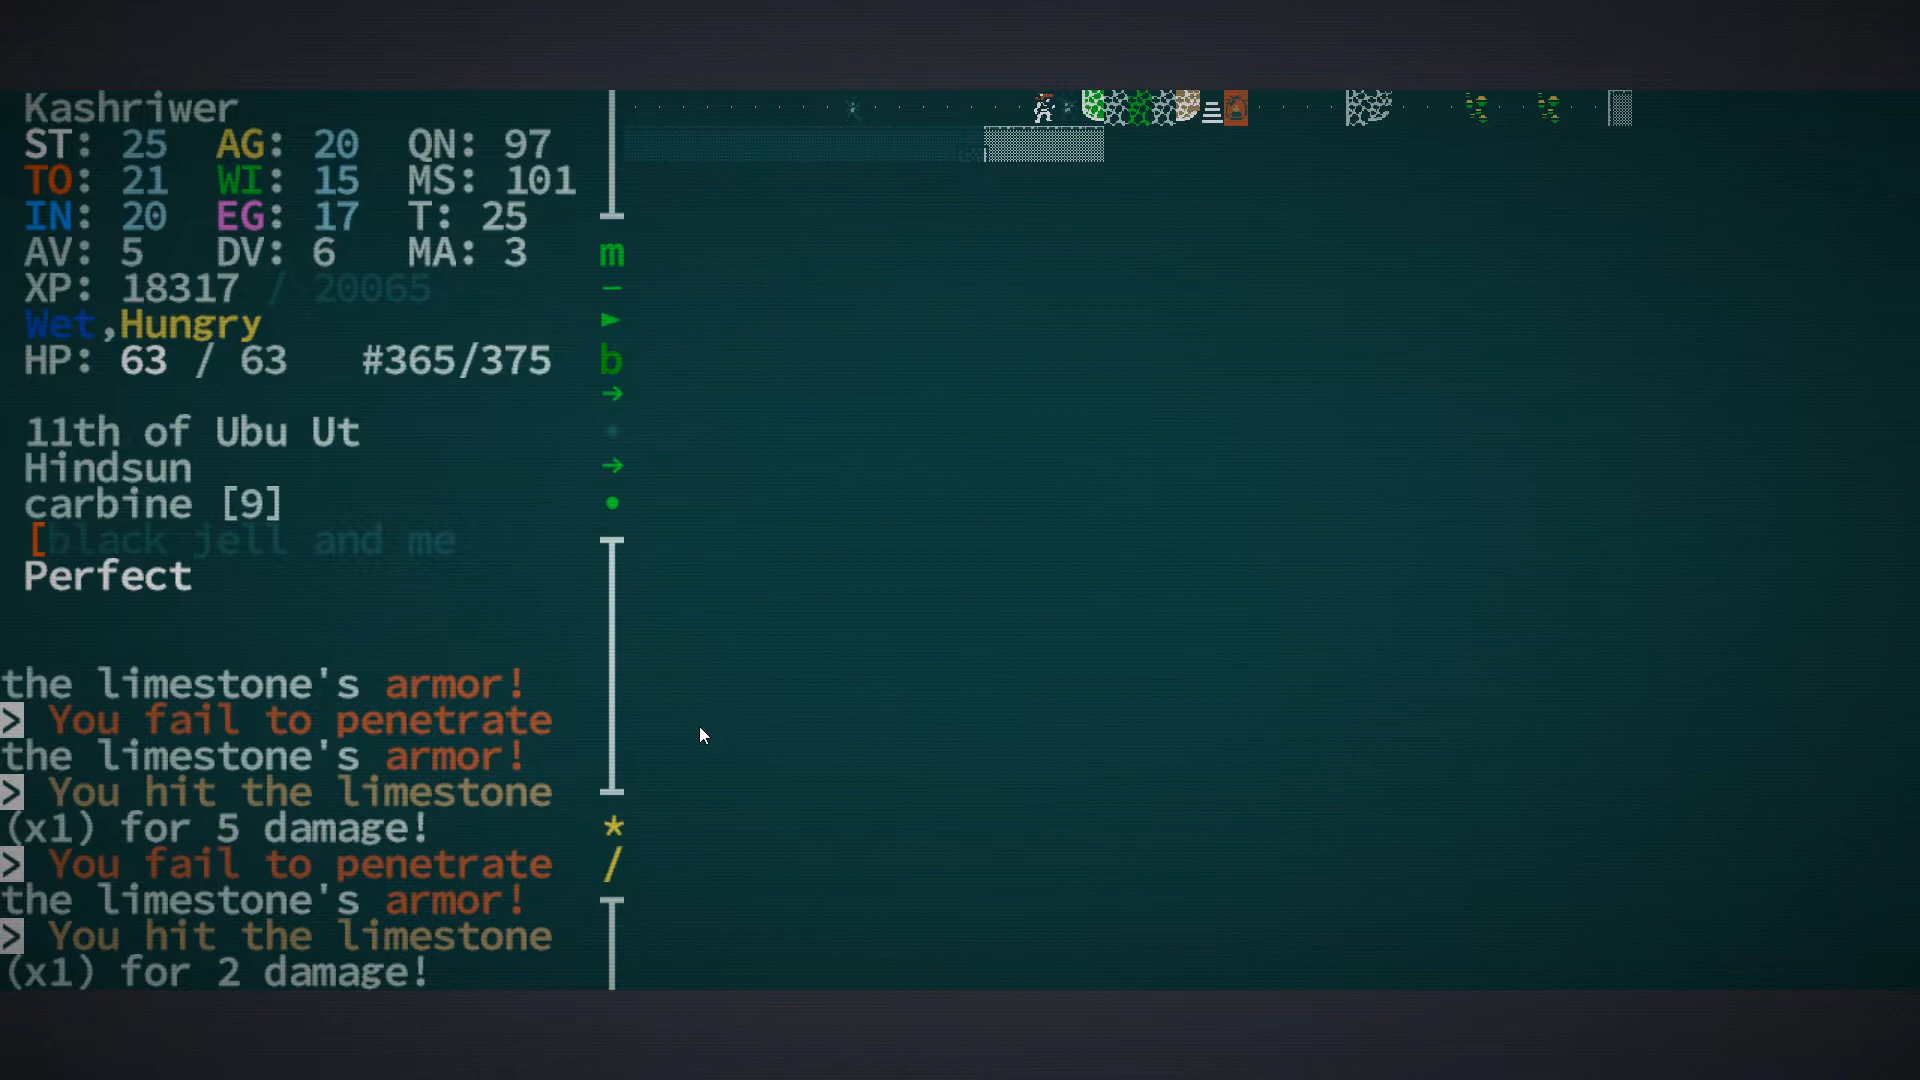 Kashriwer
ST: 25 AG: 20 QN: 97
TO: 21 WI: 15 MS: 101
IN: 20 EG: 17 T: 25
AV: 5 DV: 6 MA: 3
XP: 18317 / 20065
Wet,Hungry
HP: 63 / 63 #365/375
11th of Ubu Ut
Hindsun
carbine [9]
[black jell and me
Perfect
the limestone's armor!
> You fail to penetrate
the limestone's armor!
> You hit the limestone
(x1) for 5 damage!
> You fail to penetrate
the limestone's armor!
> You hit the limestone
(x1) for 2 damage!
m
–
►
b
→
→
•
*
/